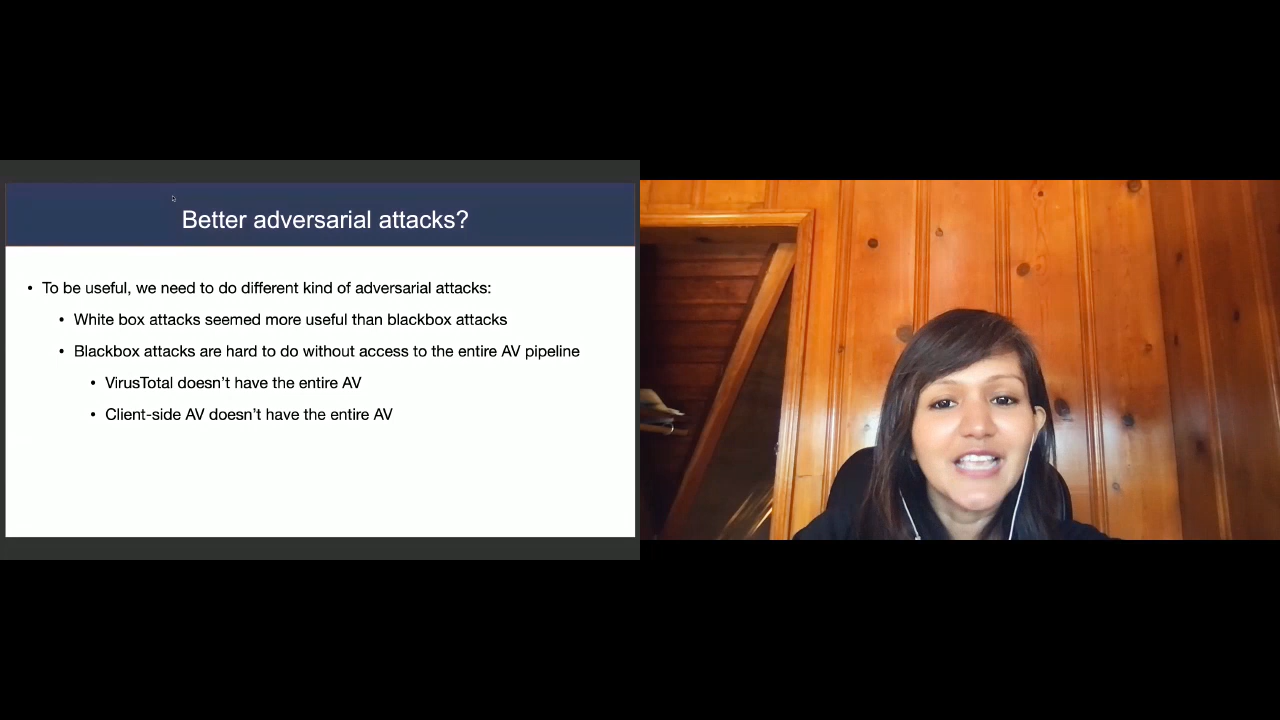 Better adversarial attacks?
• To be useful, we need to do different kind of adversarial attacks:
• White box attacks seemed more useful than blackbox attacks
• Blackbox attacks are hard to do without access to the entire AV pipeline
• VirusTotal doesn't have the entire AV
• Client-side AV doesn't have the entire AV